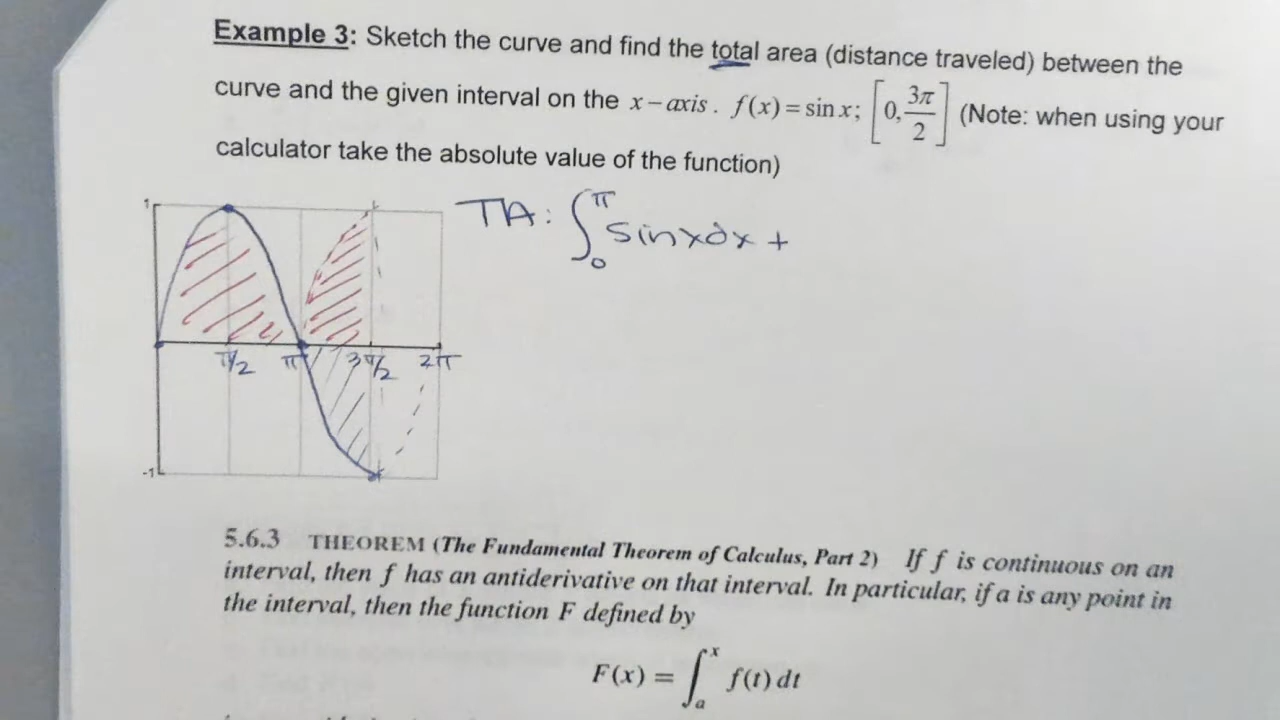 Example 3: Sketch the curve and find the total area (distance traveled) between the
curve and the given interval on the x – axis. f(x) = sin x; [0, 3π/2] (Note: when using your
calculator take the absolute value of the function)
1
TA: ∫₀^π sinxdx +
π/2 π 3π/2 2π
-1
5.6.3 THEOREM (The Fundamental Theorem of Calculus, Part 2) If f is continuous on an
interval, then f has an antiderivative on that interval. In particular, if a is any point in
the interval, then the function F defined by
F(x) = ∫ₐˣ f(t) dt